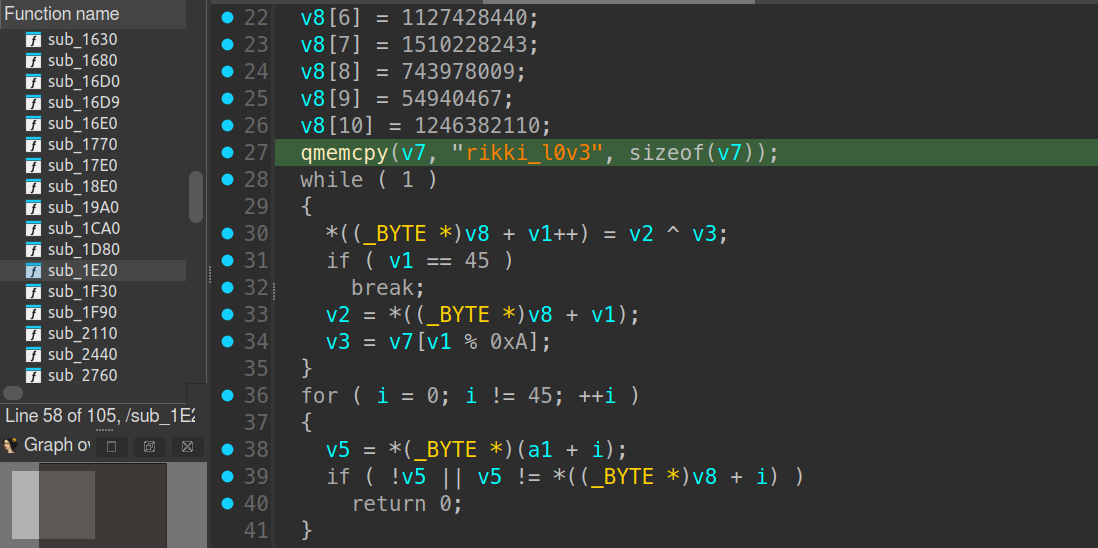 Function name
sub_1630
sub_1680
sub_16D0
sub_16D9
sub_16E0
sub_1770
sub_17E0
sub_18E0
sub_19A0
sub_1CA0
sub_1D80
sub_1E20
sub_1F30
sub_1F90
sub_2110
sub_2440
sub_2760
Line 58 of 105, /sub_1E2
Graph ov
22 v8[6] = 1127428440;
23 v8[7] = 1510228243;
24 v8[8] = 743978009;
25 v8[9] = 54940467;
26 v8[10] = 1246382110;
27 qmemcpy(v7, "rikki_l0v3", sizeof(v7));
28 while ( 1 )
29 {
30 *((_BYTE *)v8 + v1++) = v2 ^ v3;
31 if ( v1 == 45 )
32 break;
33 v2 = *((_BYTE *)v8 + v1);
34 v3 = v7[v1 % 0xA];
35 }
36 for ( i = 0; i != 45; ++i )
37 {
38 v5 = *(_BYTE *)(a1 + i);
39 if ( !v5 || v5 != *((_BYTE *)v8 + i) )
40 return 0;
41 }